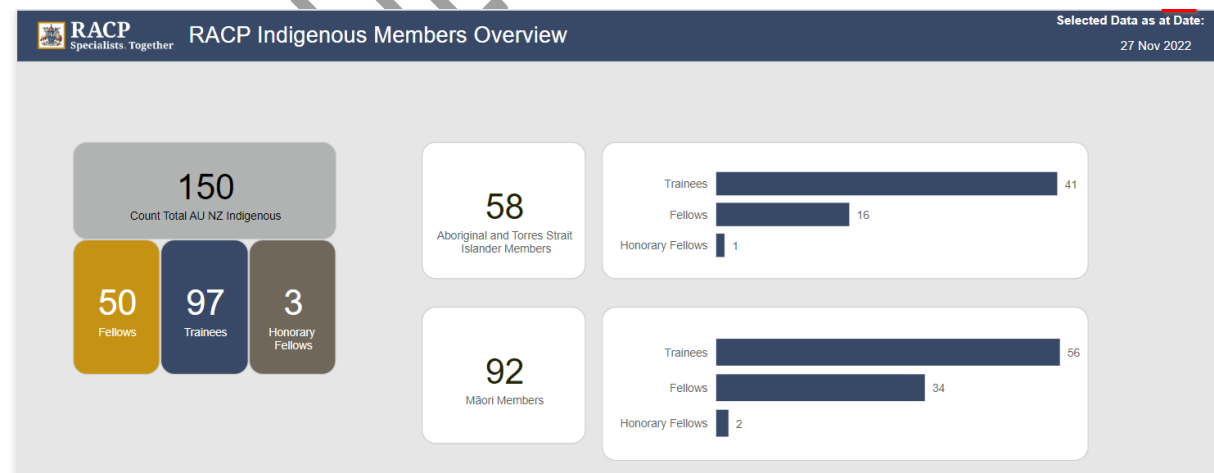 RACP
Specialists. Together
RACP Indigenous Members Overview
Selected Data as at Date:
27 Nov 2022
150
Count Total AU NZ Indigenous
50
Fellows
97
Trainees
3
Honorary
Fellows
58
Aboriginal and Torres Strait
Islander Members
Trainees 41
Fellows 16
Honorary Fellows 1
92
Māori Members
Trainees 56
Fellows 34
Honorary Fellows 2